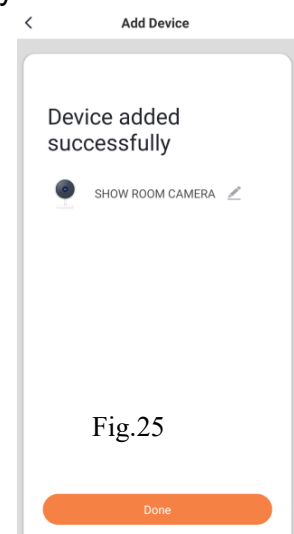 y
Add Device
Device added
successfully
SHOW ROOM CAMERA
Fig.25
Done